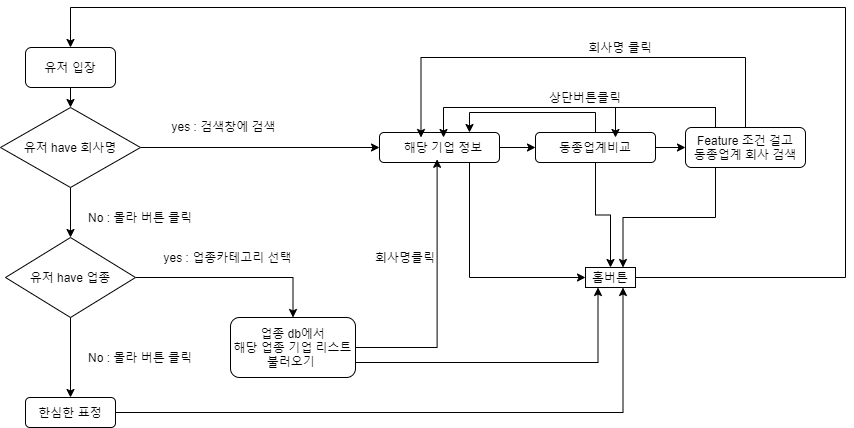 회사명 클릭
유저 입장
상단버튼클릭
yes : 검색창에 검색
유저 have 회사명
해당 기업 정보
동종업계비교
Feature 조건 걸고
동종업계 회사 검색
No : 몰라 버튼 클릭
yes : 업종카테고리 선택
회사명클릭
유저 have 업종
홈버튼
업종 db에서
해당 업종 기업 리스트
불러오기
No : 몰라 버튼 클릭
한심한 표정